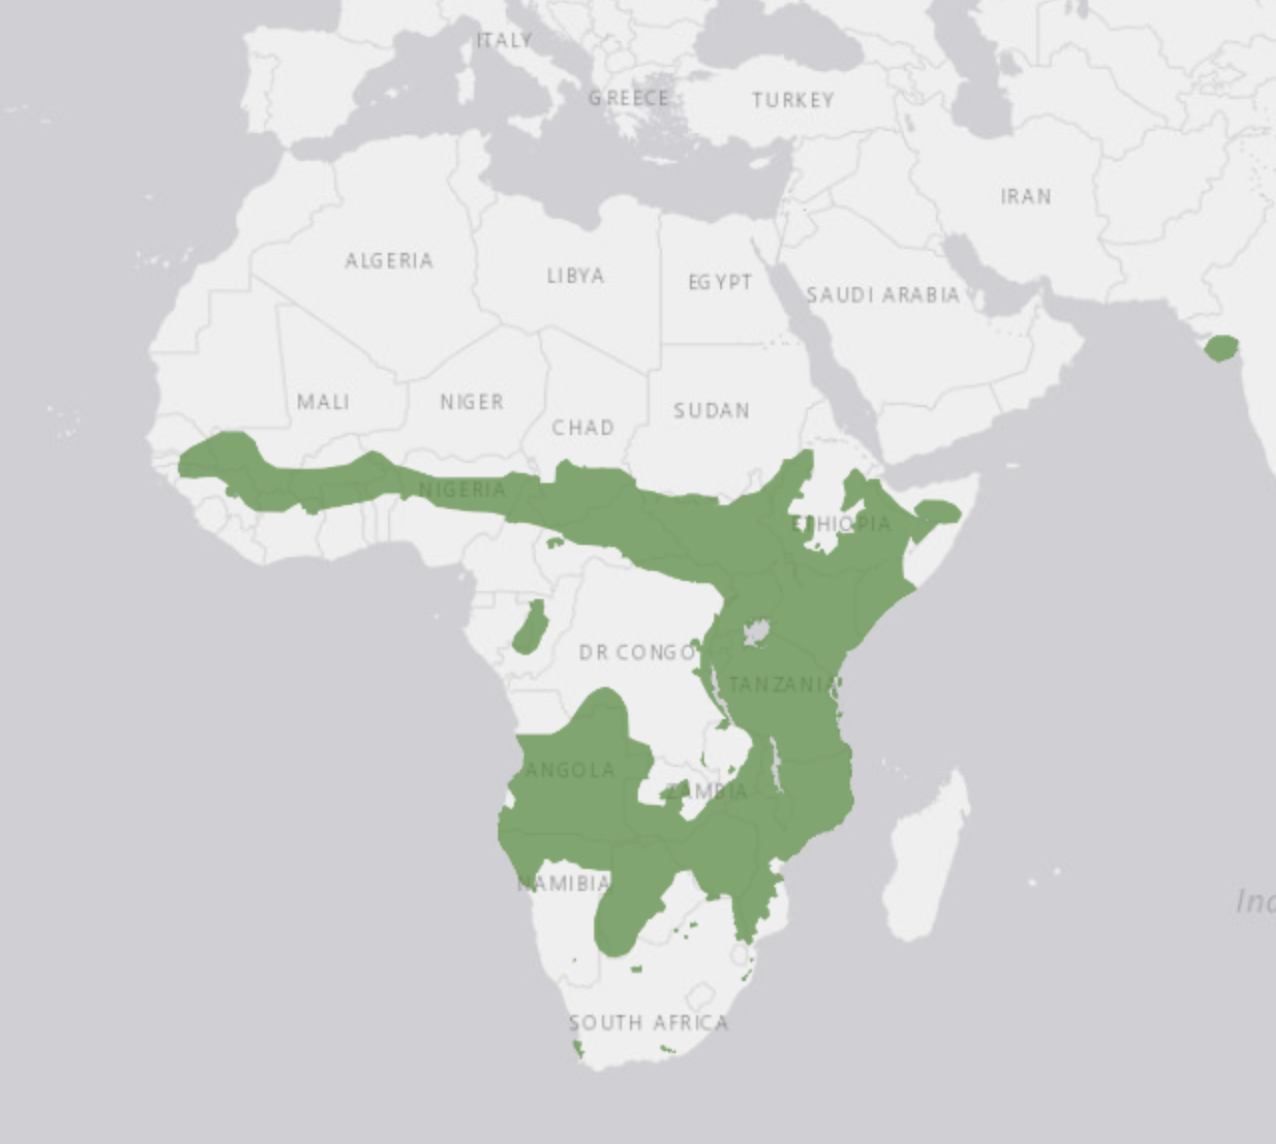 ITALY
GREECE
TURKEY
IRAN
ALGERIA
LIBYA
EGYPT
SAUDI ARABIA
MALI
NIGER
CHAD
SUDAN
NIGERIA
ETHIOPIA
DR CONGO
TANZANIA
ANGOLA
ZAMBIA
NAMIBIA
Ind
SOUTH AFRICA